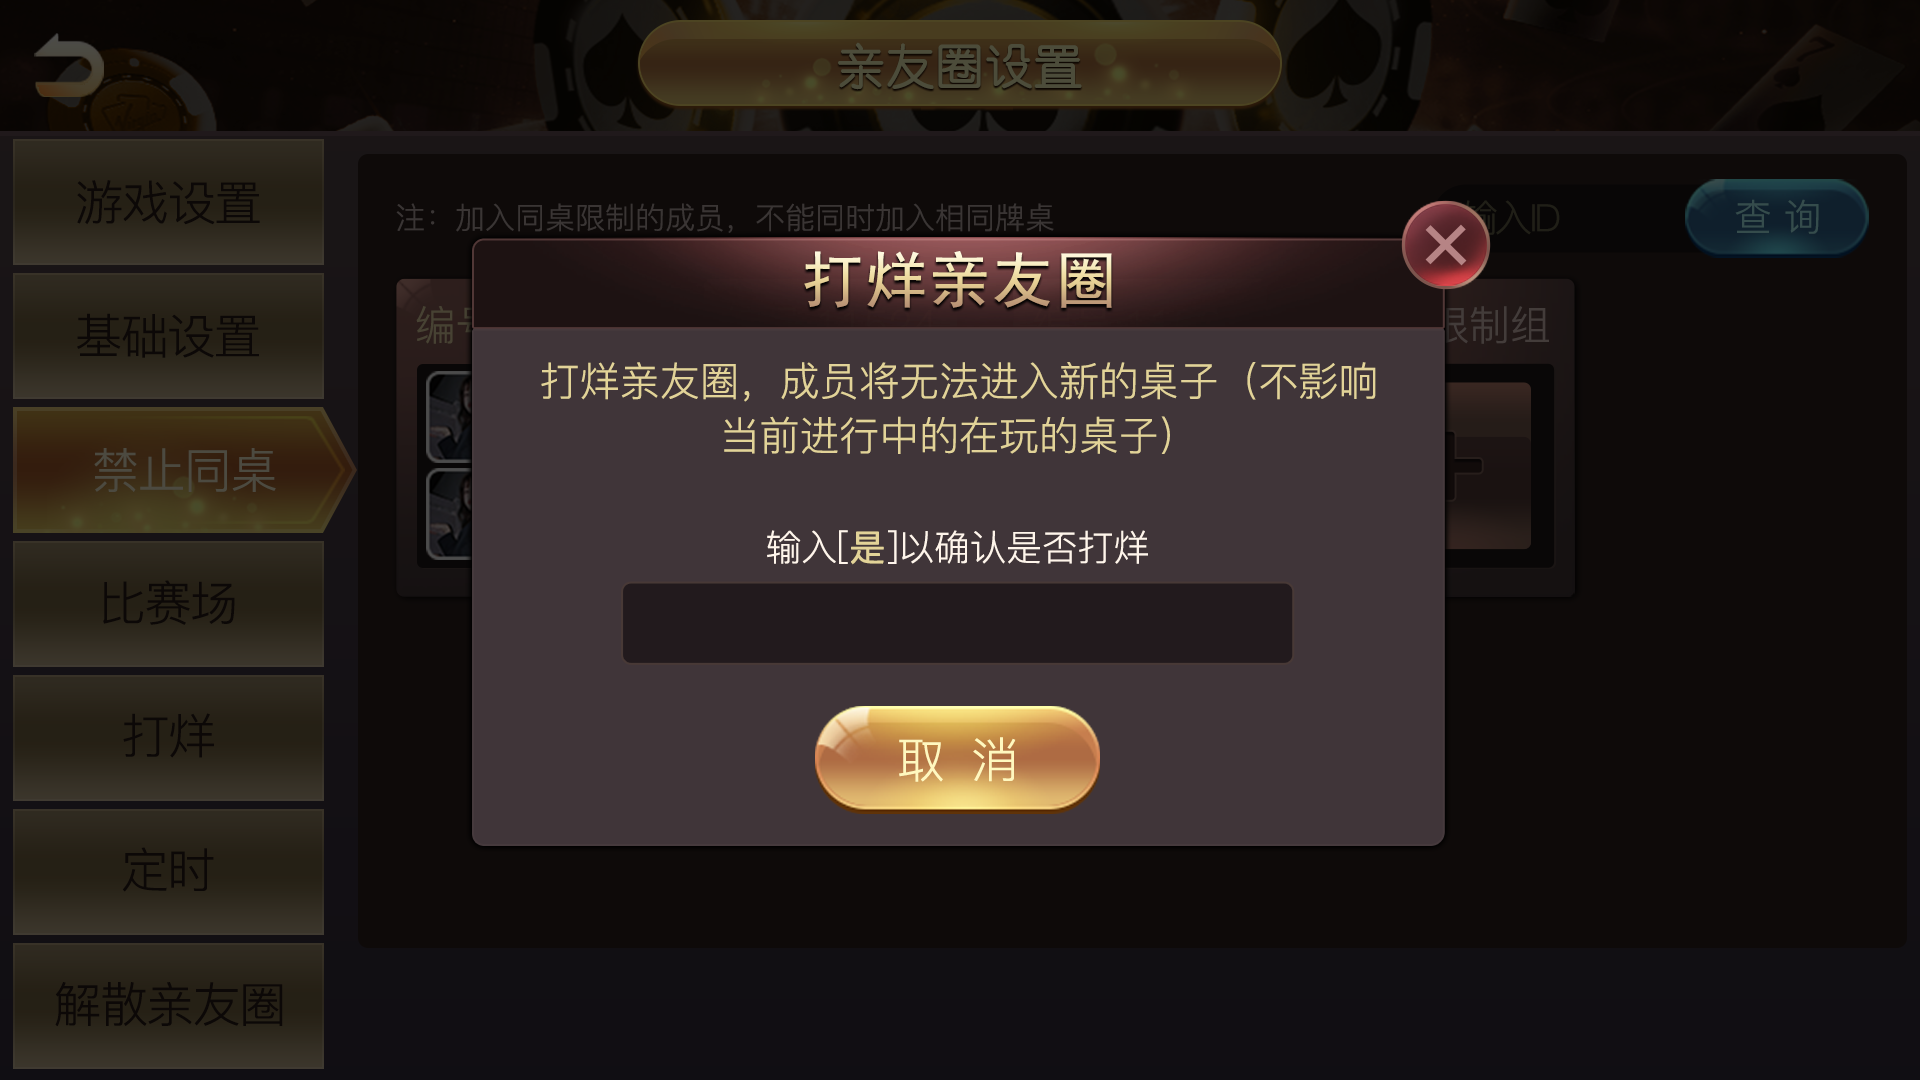 亲友圈设置
游戏设置
基础设置
禁止同桌
比赛场
打烊
定时
解散亲友圈
注：加入同桌限制的成员，不能同时加入相同牌桌
输入ID
查 询
编号
限制组
打烊亲友圈
打烊亲友圈，成员将无法进入新的桌子（不影响
当前进行中的在玩的桌子）
输入[是]以确认是否打烊
取 消